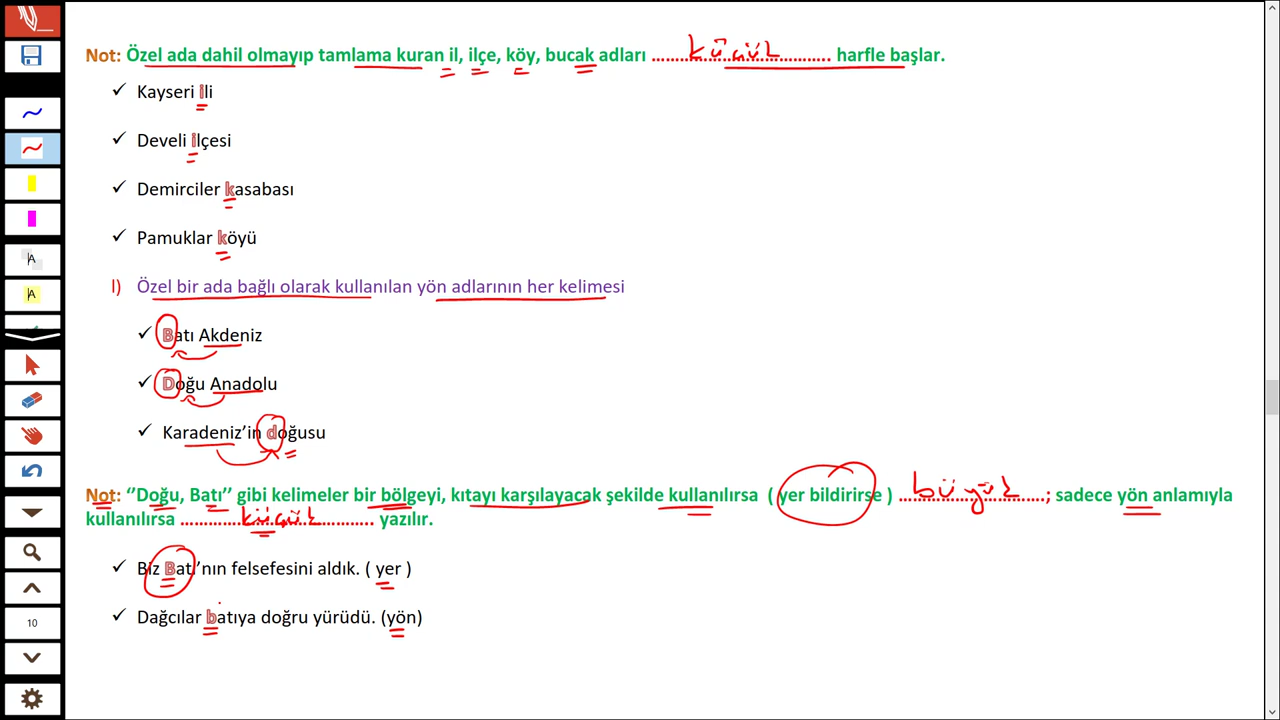 Not: Özel ada dahil olmayıp tamlama kuran il, ilçe, köy, bucak adları ......küçük...... harfle başlar.
✓ Kayseri ili
✓ Develi ilçesi
✓ Demirciler kasabası
✓ Pamuklar köyü
l) Özel bir ada bağlı olarak kullanılan yön adlarının her kelimesi
✓ Batı Akdeniz
✓ Doğu Anadolu
✓ Karadeniz’in doğusu
Not: “Doğu, Batı” gibi kelimeler bir bölgeyi, kıtayı karşılayacak şekilde kullanılırsa ( yer bildirirse ) ......büyük......; sadece yön anlamıyla
kullanılırsa ......küçük...... yazılır.
✓ Biz Batı’nın felsefesini aldık. ( yer )
✓ Dağcılar batıya doğru yürüdü. (yön)
A
A
10